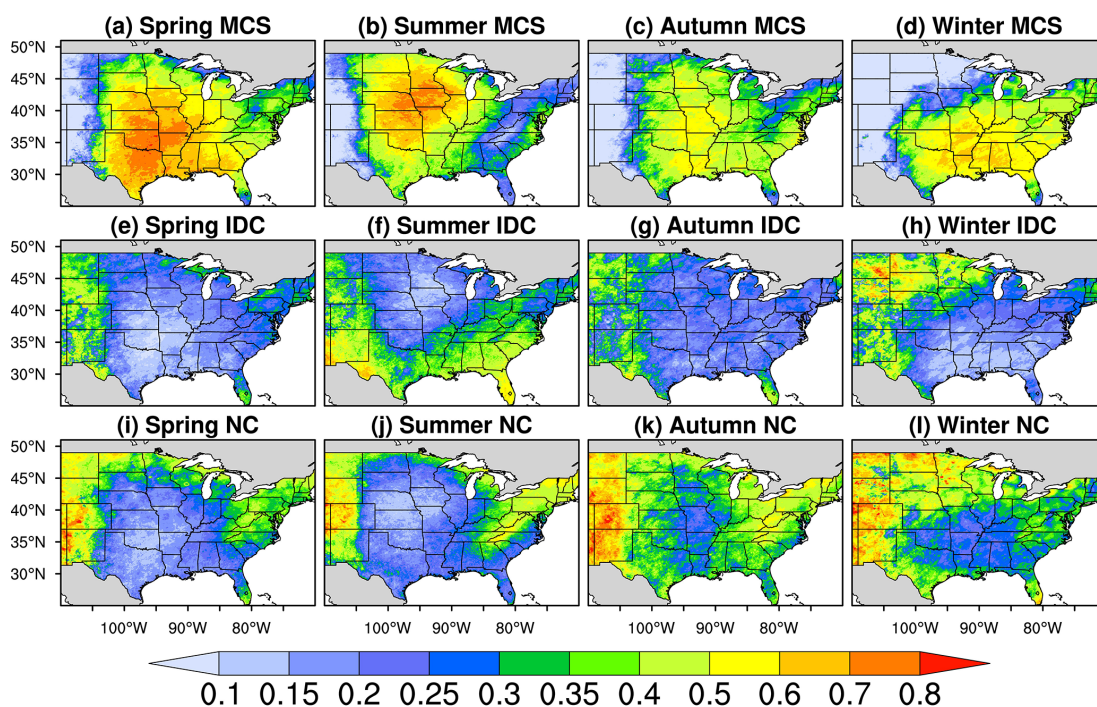 (a) Spring MCS (b) Summer MCS (c) Autumn MCS (d) Winter MCS
50°N
45°N
40°N
35°N
30°N
(e) Spring IDC (f) Summer IDC (g) Autumn IDC (h) Winter IDC
50°N
45°N
40°N
35°N
30°N
(i) Spring NC (j) Summer NC (k) Autumn NC (l) Winter NC
50°N
45°N
40°N
35°N
30°N
100°W 90°W 80°W 100°W 90°W 80°W 100°W 90°W 80°W 100°W 90°W 80°W
0.1 0.15 0.2 0.25 0.3 0.35 0.4 0.5 0.6 0.7 0.8